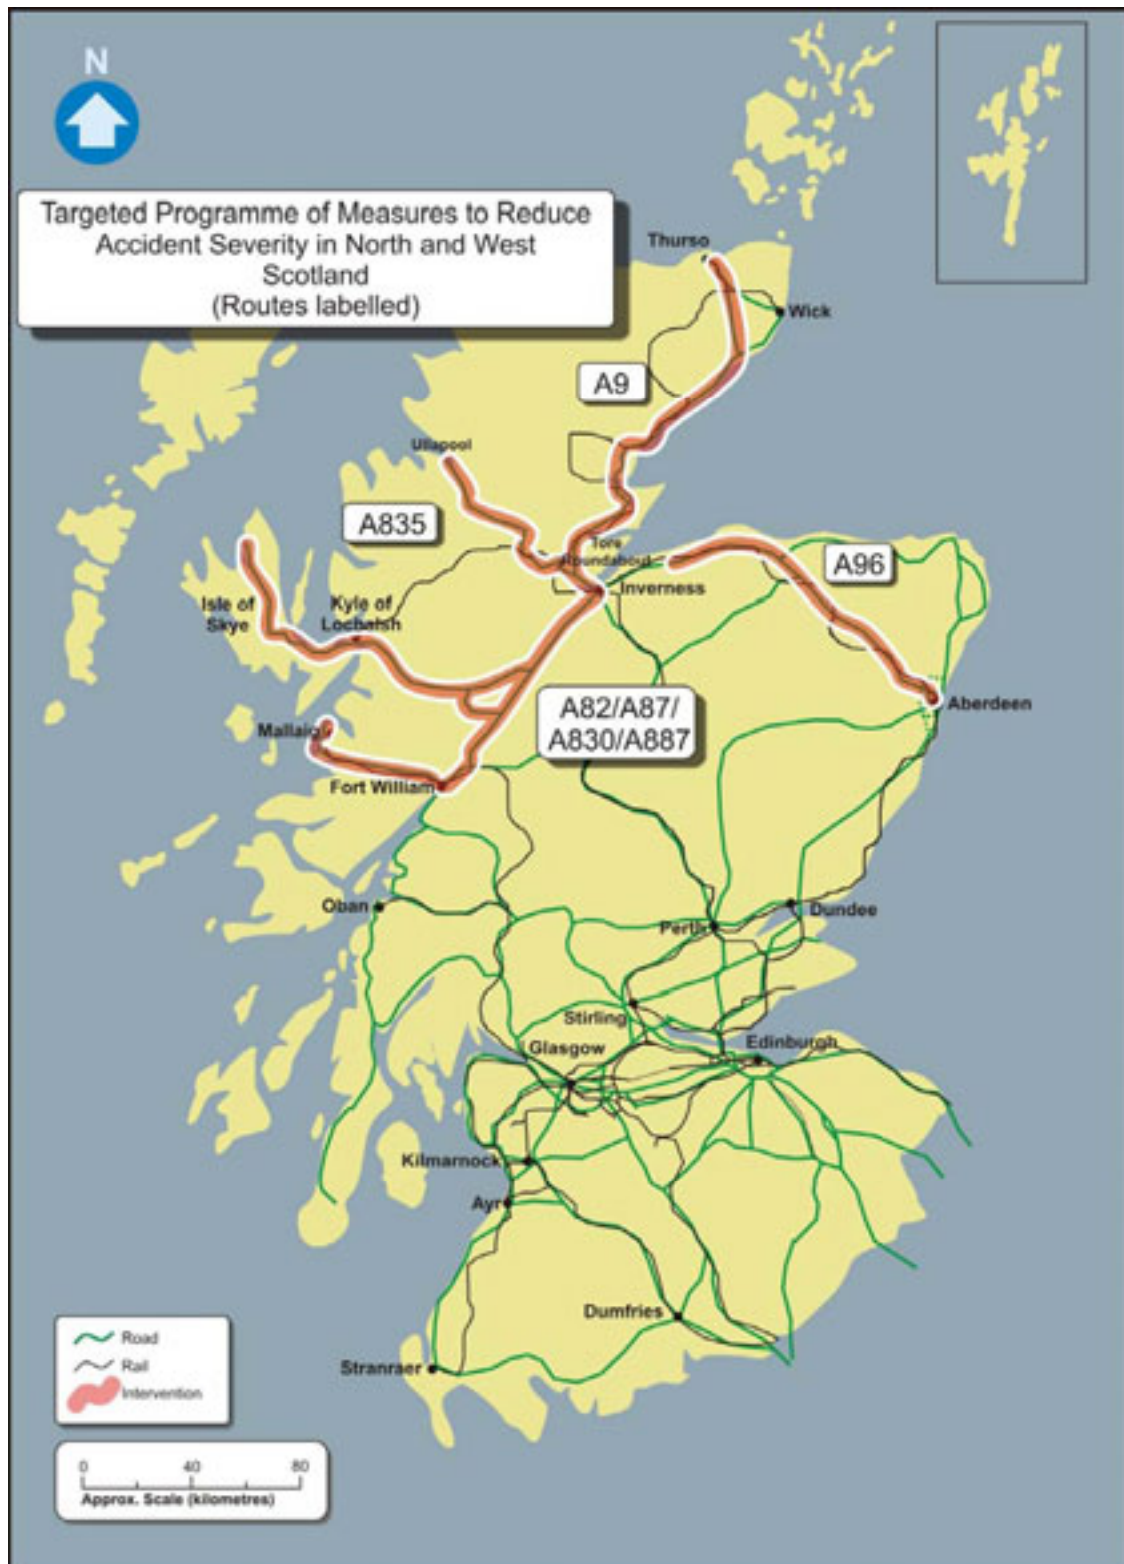 N
Targeted Programme of Measures to Reduce
Accident Severity in North and West
Scotland
(Routes labelled)
Thurso
Wick
A9
Ullapool
A835
Tore
Roundabout
A96
Inverness
Isle of
Skye
Kyle of
Lochalsh
A82/A87/
A830/A887
Aberdeen
Mallaig
Fort William
Oban
Dundee
Perth
Stirling
Glasgow
Edinburgh
Kilmarnock
Ayr
Dumfries
Stranraer
Road
Rail
Intervention
0 40 80
Approx. Scale (kilometres)